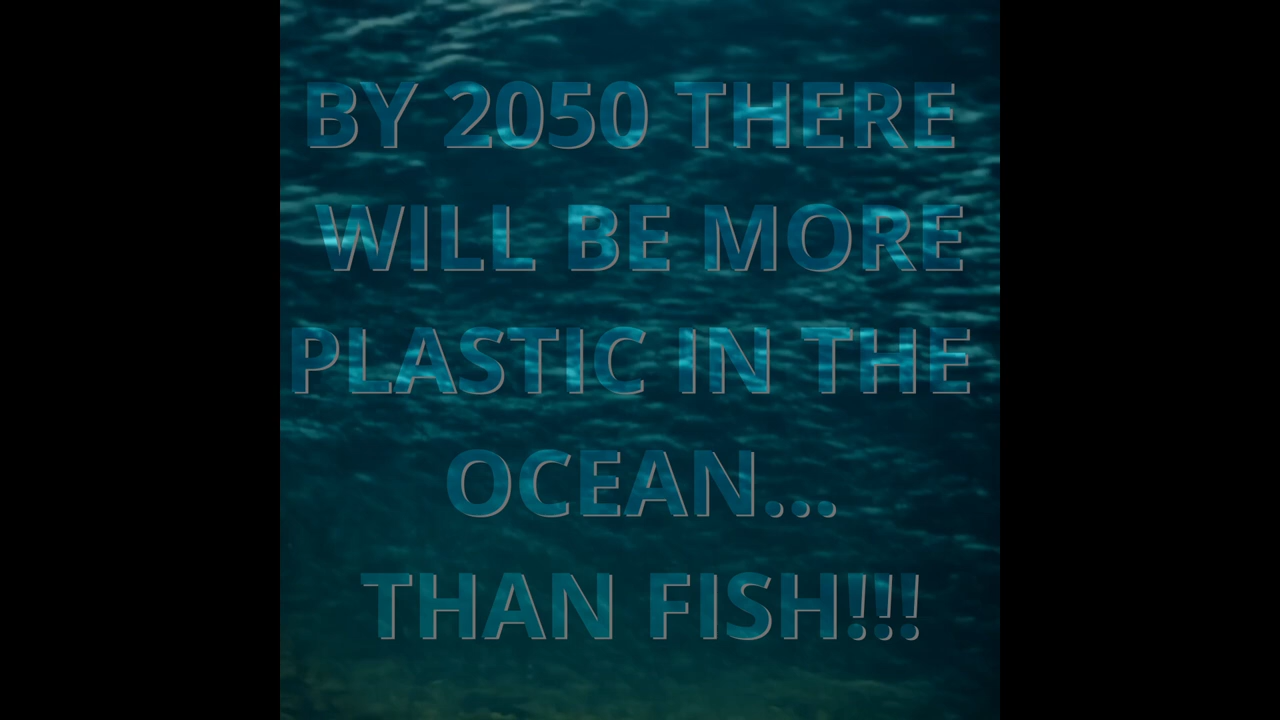 BY 2050 THERE
WILL BE MORE
PLASTIC IN THE
OCEAN...
THAN FISH!!!